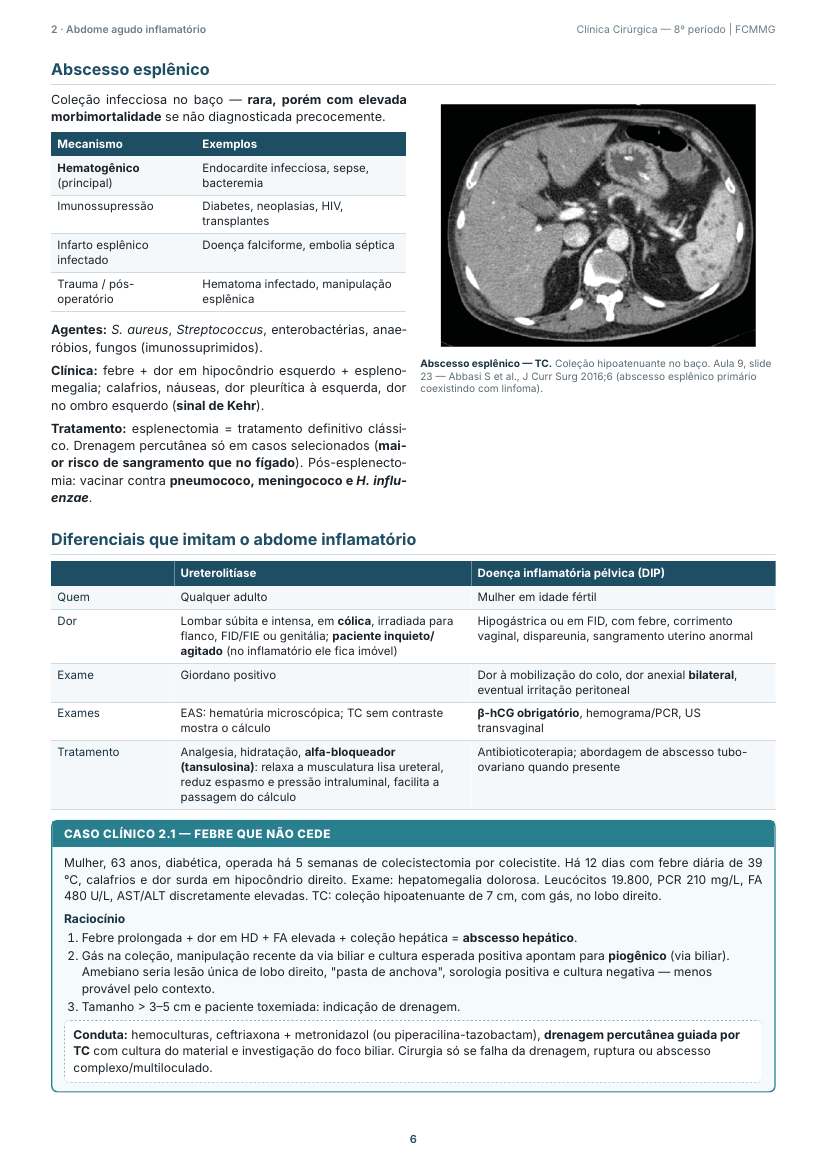 2 · Abdome agudo inflamatório
Clínica Cirúrgica — 8º período | FCMMG
Abscesso esplênico
Coleção infecciosa no baço — rara, porém com elevada
morbimortalidade se não diagnosticada precocemente.
Mecanismo Exemplos
Hematogênico
(principal)
Endocardite infecciosa, sepse,
bacteremia
Imunossupressão
Diabetes, neoplasias, HIV,
transplantes
Infarto esplênico
infectado
Doença falciforme, embolia séptica
Trauma / pós-
operatório
Hematoma infectado, manipulação
esplênica
Agentes: S. aureus, Streptococcus, enterobactérias, anae-
róbios, fungos (imunossuprimidos).
Clínica: febre + dor em hipocôndrio esquerdo + espleno-
megalia; calafrios, náuseas, dor pleurítica à esquerda, dor
no ombro esquerdo (sinal de Kehr).
Tratamento: esplenectomia = tratamento definitivo clássi-
co. Drenagem percutânea só em casos selecionados (mai-
or risco de sangramento que no fígado). Pós-esplenecto-
mia: vacinar contra pneumococo, meningococo e H. influ-
enzae.
Abscesso esplênico — TC. Coleção hipoatenuante no baço. Aula 9, slide
23 — Abbasi S et al., J Curr Surg 2016;6 (abscesso esplênico primário
coexistindo com linfoma).
Diferenciais que imitam o abdome inflamatório
Ureterolitíase Doença inflamatória pélvica (DIP)
Quem Qualquer adulto Mulher em idade fértil
Dor
Lombar súbita e intensa, em cólica, irradiada para
flanco, FID/FIE ou genitália; paciente inquieto/
agitado (no inflamatório ele fica imóvel)
Hipogástrica ou em FID, com febre, corrimento
vaginal, dispareunia, sangramento uterino anormal
Exame
Giordano positivo
Dor à mobilização do colo, dor anexial bilateral,
eventual irritação peritoneal
Exames
EAS: hematúria microscópica; TC sem contraste
mostra o cálculo
β-hCG obrigatório, hemograma/PCR, US
transvaginal
Tratamento
Analgesia, hidratação, alfa-bloqueador
(tansulosina): relaxa a musculatura lisa ureteral,
reduz espasmo e pressão intraluminal, facilita a
passagem do cálculo
Antibioticoterapia; abordagem de abscesso tubo-
ovariano quando presente
CASO CLÍNICO 2.1 — FEBRE QUE NÃO CEDE
Mulher, 63 anos, diabética, operada há 5 semanas de colecistectomia por colecistite. Há 12 dias com febre diária de 39
°C, calafrios e dor surda em hipocôndrio direito. Exame: hepatomegalia dolorosa. Leucócitos 19.800, PCR 210 mg/L, FA
480 U/L, AST/ALT discretamente elevadas. TC: coleção hipoatenuante de 7 cm, com gás, no lobo direito.
Raciocínio
1. Febre prolongada + dor em HD + FA elevada + coleção hepática = abscesso hepático.
2. Gás na coleção, manipulação recente da via biliar e cultura esperada positiva apontam para piogênico (via biliar).
Amebiano seria lesão única de lobo direito, "pasta de anchova", sorologia positiva e cultura negativa — menos
provável pelo contexto.
3. Tamanho > 3–5 cm e paciente toxemiada: indicação de drenagem.
Conduta: hemoculturas, ceftriaxona + metronidazol (ou piperacilina-tazobactam), drenagem percutânea guiada por
TC com cultura do material e investigação do foco biliar. Cirurgia só se falha da drenagem, ruptura ou abscesso
complexo/multiloculado.
6